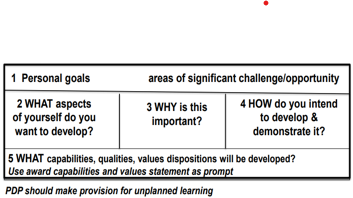 1 Personal goals areas of significant challenge/opportunity
2 WHAT aspects
of yourself do you
want to develop?
3 WHY is this
important?
4 HOW do you intend
to develop &
demonstrate it?
5 WHAT capabilities, qualities, values dispositions will be developed?
Use award capabilities and values statement as prompt
PDP should make provision for unplanned learning